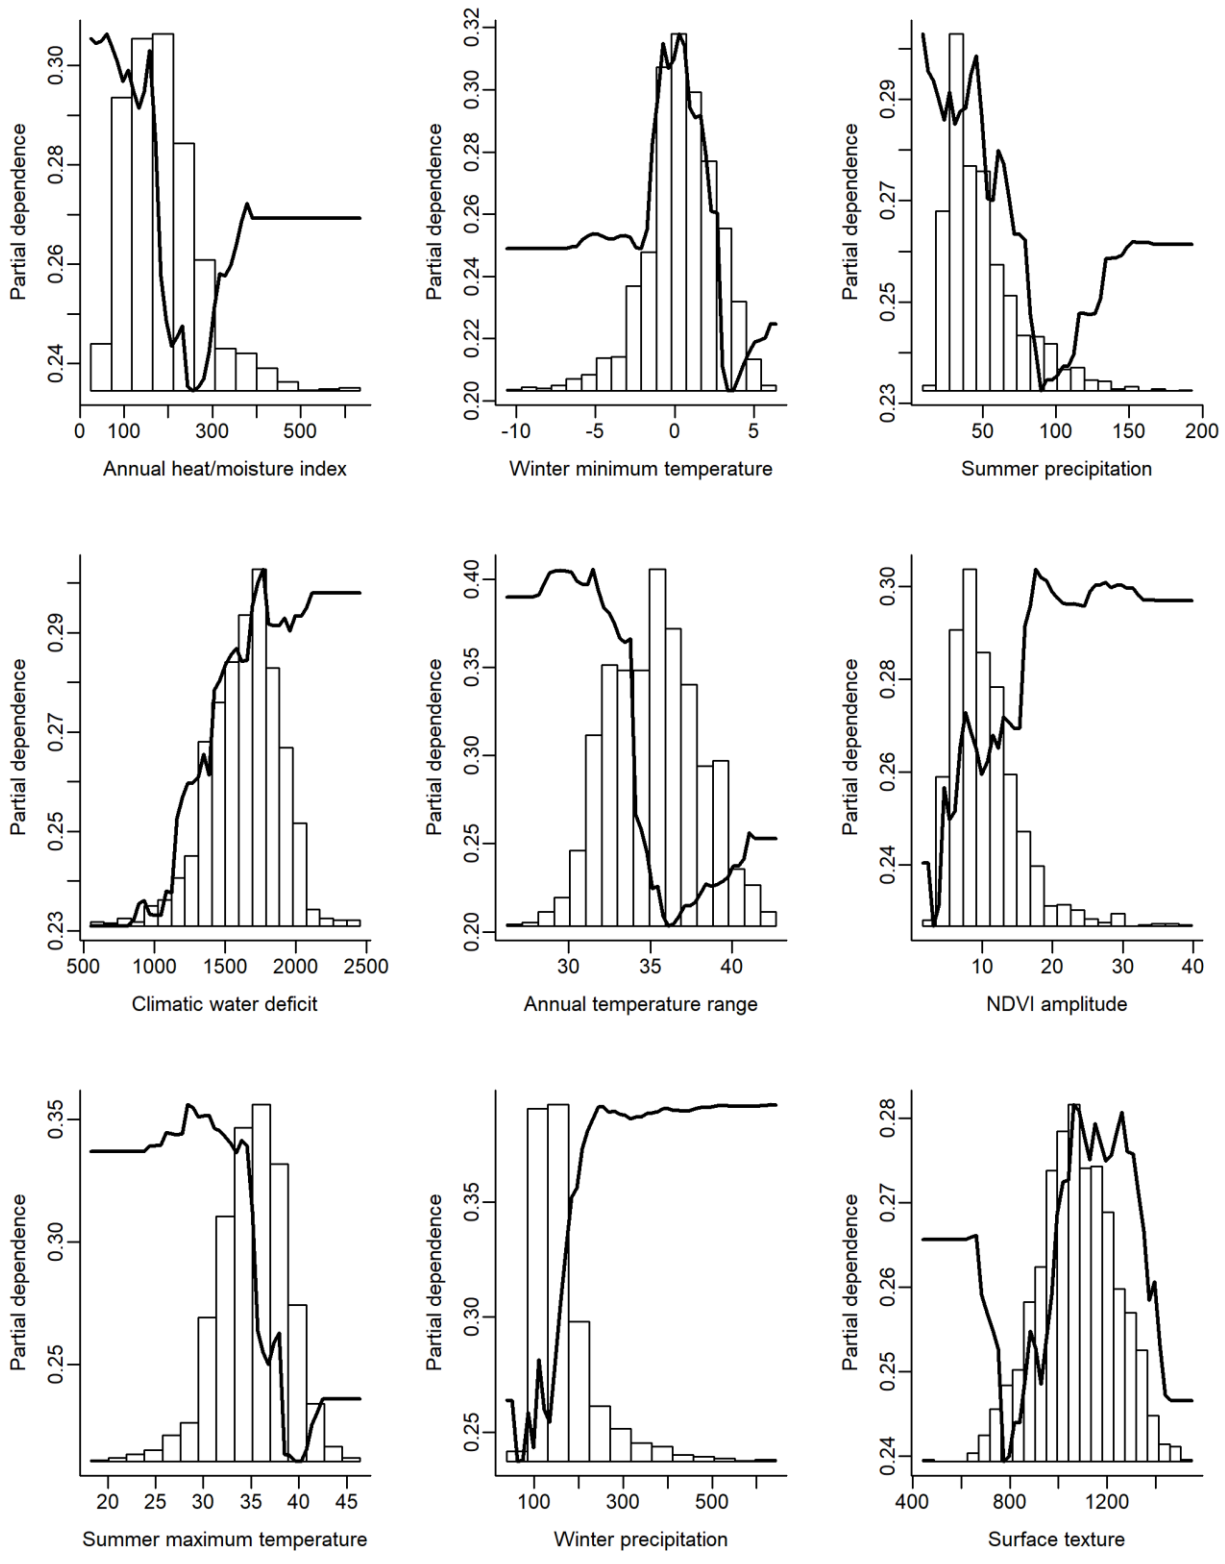 Partial dependence
0.24 0.26 0.28 0.30
0 100 300 500
Annual heat/moisture index
Partial dependence
0.20 0.22 0.24 0.26 0.28 0.30 0.32
-10 -5 0 5
Winter minimum temperature
Partial dependence
0.23 0.25 0.27 0.29
50 100 150 200
Summer precipitation
Partial dependence
0.23 0.25 0.27 0.29
500 1000 1500 2000 2500
Climatic water deficit
Partial dependence
0.20 0.25 0.30 0.35 0.40
30 35 40
Annual temperature range
Partial dependence
0.24 0.26 0.28 0.30
10 20 30 40
NDVI amplitude
Partial dependence
0.25 0.30 0.35
20 25 30 35 40 45
Summer maximum temperature
Partial dependence
0.25 0.30 0.35
100 300 500
Winter precipitation
Partial dependence
0.24 0.25 0.26 0.27 0.28
400 800 1200
Surface texture